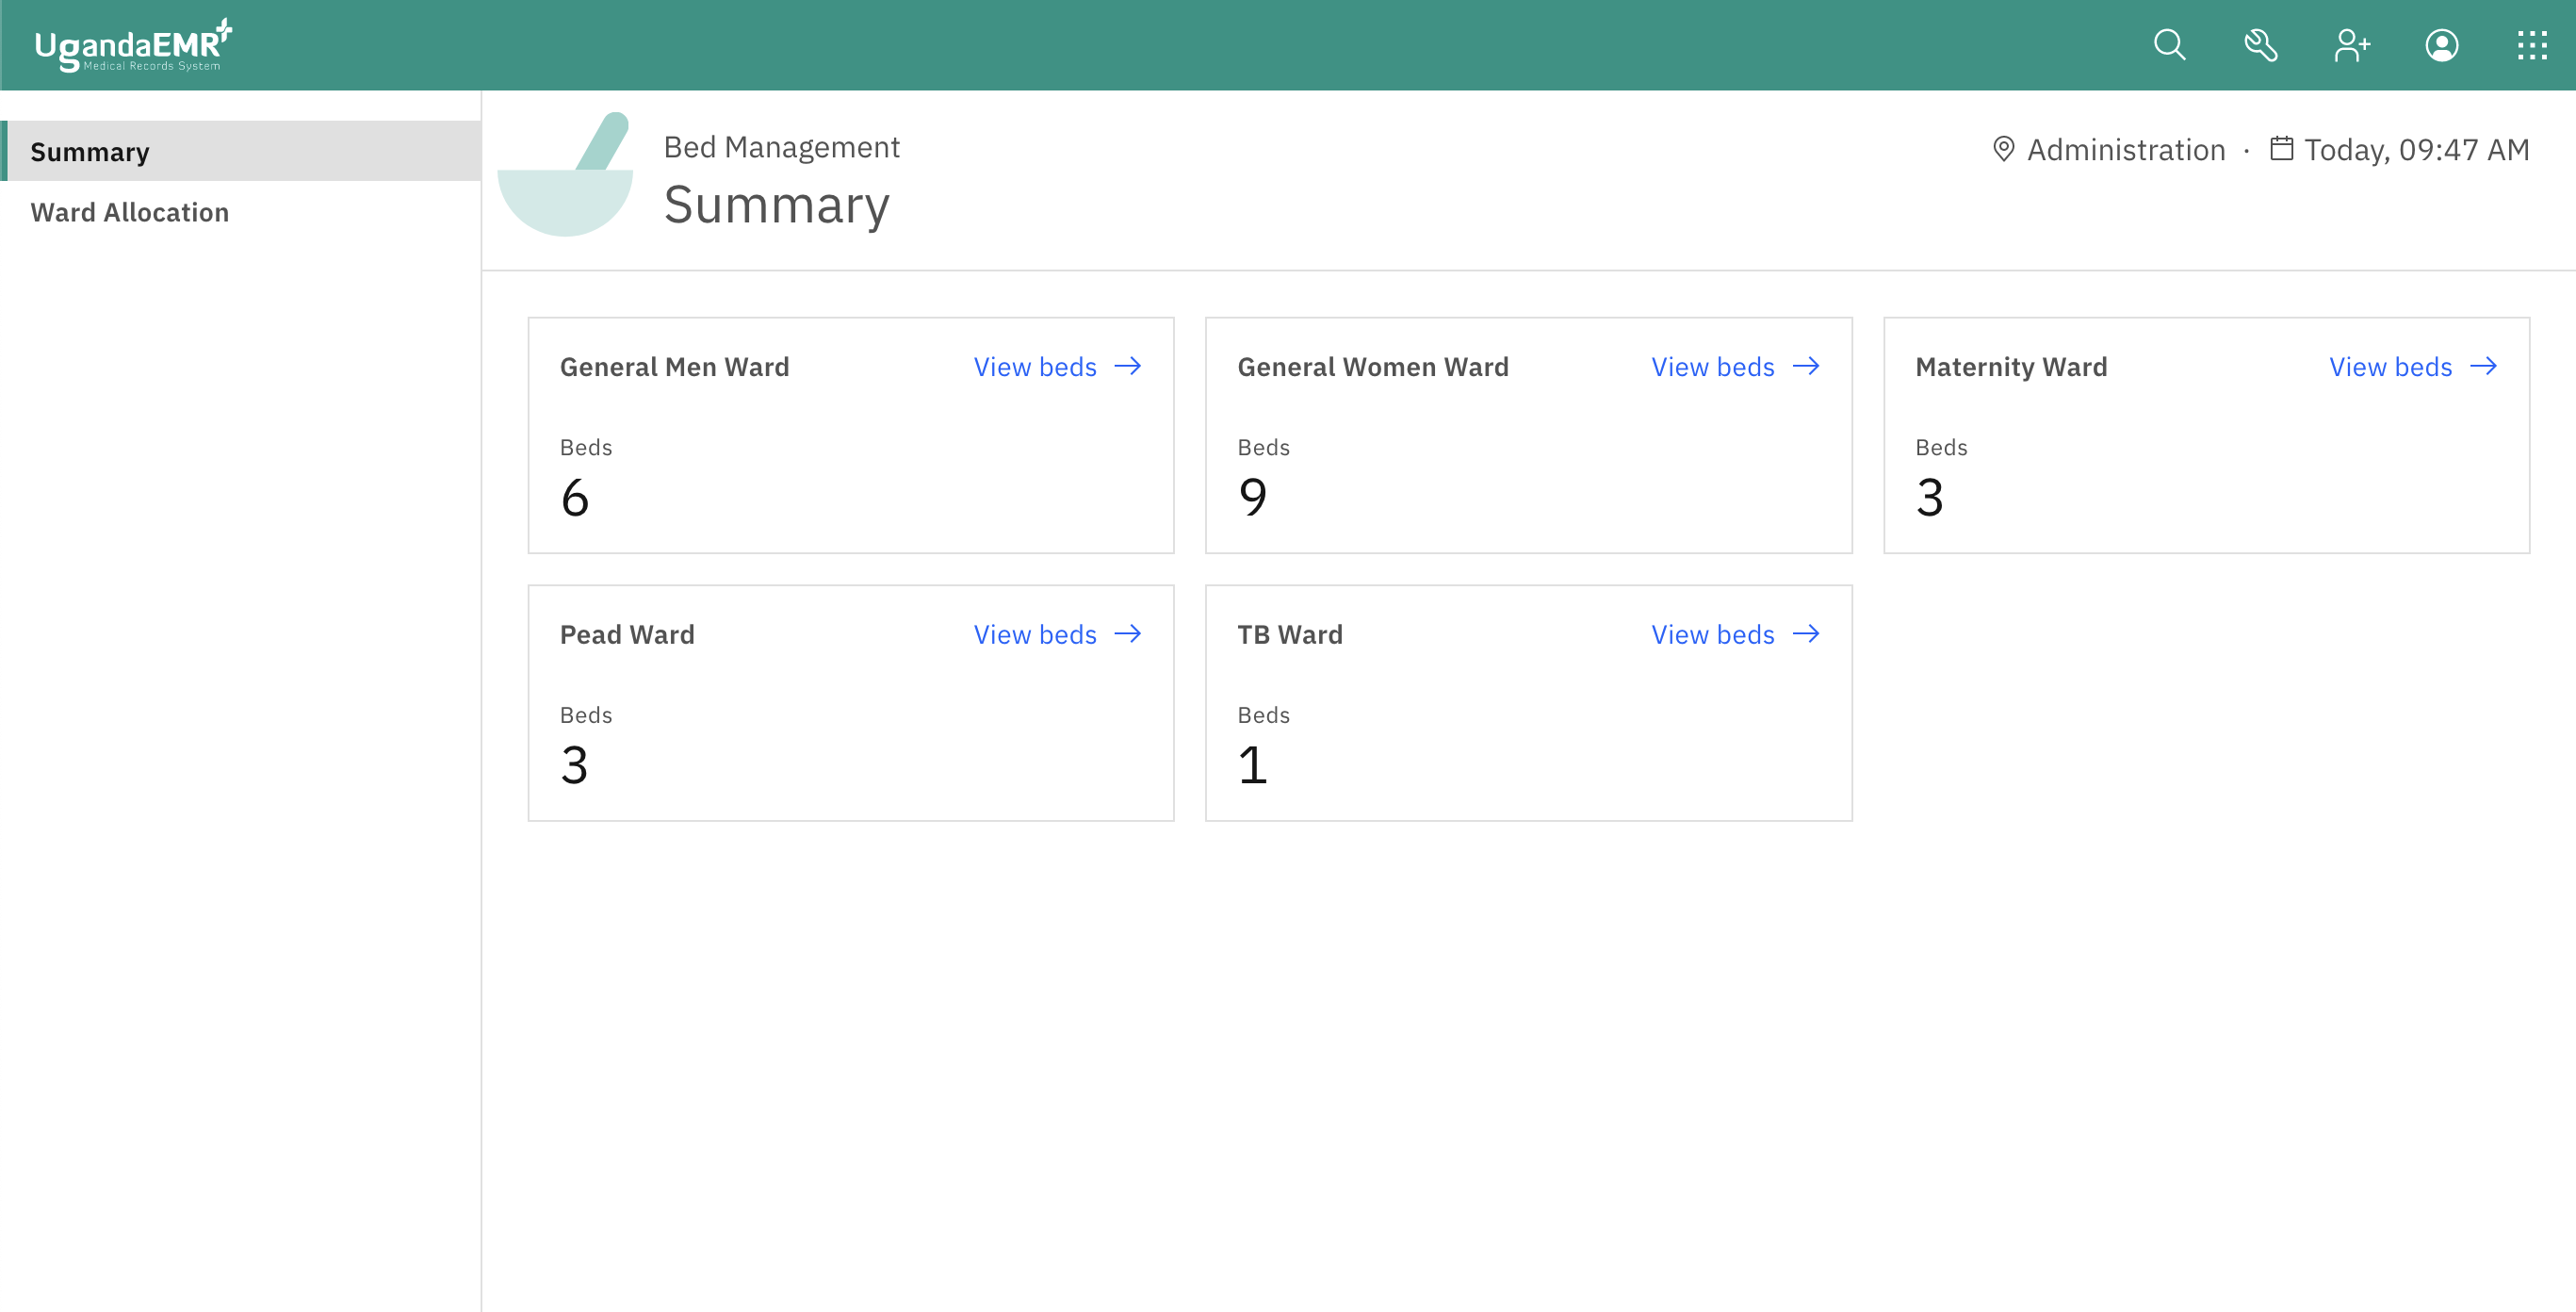 UgandaEMR
Medical Records System
Summary
Ward Allocation
Bed Management
Summary
Administration · Today, 09:47 AM
General Men Ward View beds
Beds
6
General Women Ward View beds
Beds
9
Maternity Ward View beds
Beds
3
Pead Ward View beds
Beds
3
TB Ward View beds
Beds
1